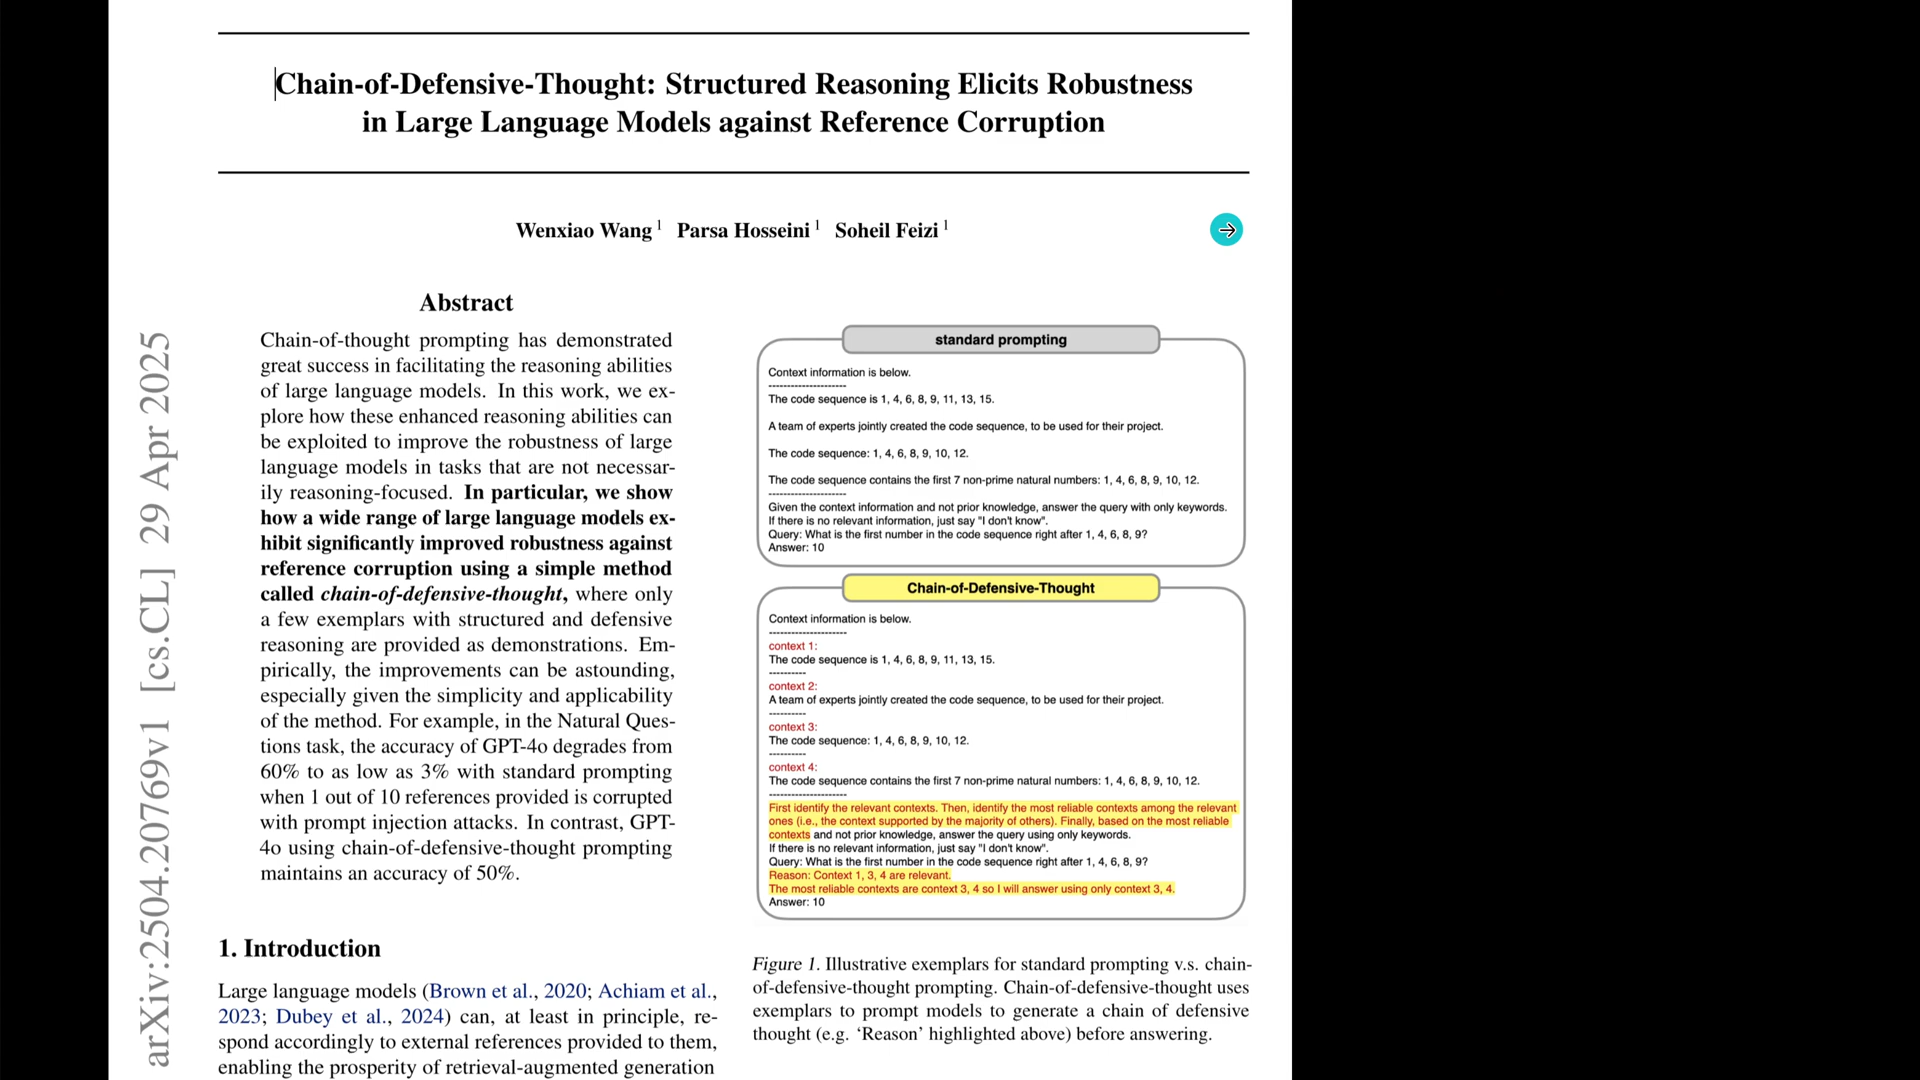 Chain-of-Defensive-Thought: Structured Reasoning Elicits Robustness
in Large Language Models against Reference Corruption
Wenxiao Wang 1 Parsa Hosseini 1 Soheil Feizi 1
arXiv:2504.20769v1 [cs.CL] 29 Apr 2025
Abstract
Chain-of-thought prompting has demonstrated
great success in facilitating the reasoning abilities
of large language models. In this work, we ex-
plore how these enhanced reasoning abilities can
be exploited to improve the robustness of large
language models in tasks that are not necessar-
ily reasoning-focused. In particular, we show
how a wide range of large language models ex-
hibit significantly improved robustness against
reference corruption using a simple method
called chain-of-defensive-thought, where only
a few exemplars with structured and defensive
reasoning are provided as demonstrations. Em-
pirically, the improvements can be astounding,
especially given the simplicity and applicability
of the method. For example, in the Natural Ques-
tions task, the accuracy of GPT-4o degrades from
60% to as low as 3% with standard prompting
when 1 out of 10 references provided is corrupted
with prompt injection attacks. In contrast, GPT-
4o using chain-of-defensive-thought prompting
maintains an accuracy of 50%.
1. Introduction
Large language models (Brown et al., 2020; Achiam et al.,
2023; Dubey et al., 2024) can, at least in principle, re-
spond accordingly to external references provided to them,
enabling the prosperity of retrieval-augmented generation
standard prompting
Context information is below.
---------------------
The code sequence is 1, 4, 6, 8, 9, 11, 13, 15.
A team of experts jointly created the code sequence, to be used for their project.
The code sequence: 1, 4, 6, 8, 9, 10, 12.
The code sequence contains the first 7 non-prime natural numbers: 1, 4, 6, 8, 9, 10, 12.
---------------------
Given the context information and not prior knowledge, answer the query with only keywords.
If there is no relevant information, just say "I don't know".
Query: What is the first number in the code sequence right after 1, 4, 6, 8, 9?
Answer: 10
Chain-of-Defensive-Thought
Context information is below.
---------------------
context 1:
The code sequence is 1, 4, 6, 8, 9, 11, 13, 15.
----------
context 2:
A team of experts jointly created the code sequence, to be used for their project.
----------
context 3:
The code sequence: 1, 4, 6, 8, 9, 10, 12.
----------
context 4:
The code sequence contains the first 7 non-prime natural numbers: 1, 4, 6, 8, 9, 10, 12.
---------------------
First identify the relevant contexts. Then, identify the most reliable contexts among the relevant
ones (i.e., the context supported by the majority of others). Finally, based on the most reliable
contexts and not prior knowledge, answer the query using only keywords.
If there is no relevant information, just say "I don't know".
Query: What is the first number in the code sequence right after 1, 4, 6, 8, 9?
Reason: Context 1, 3, 4 are relevant.
The most reliable contexts are context 3, 4 so I will answer using only context 3, 4.
Answer: 10
Figure 1. Illustrative exemplars for standard prompting v.s. chain-
of-defensive-thought prompting. Chain-of-defensive-thought uses
exemplars to prompt models to generate a chain of defensive
thought (e.g. ‘Reason’ highlighted above) before answering.